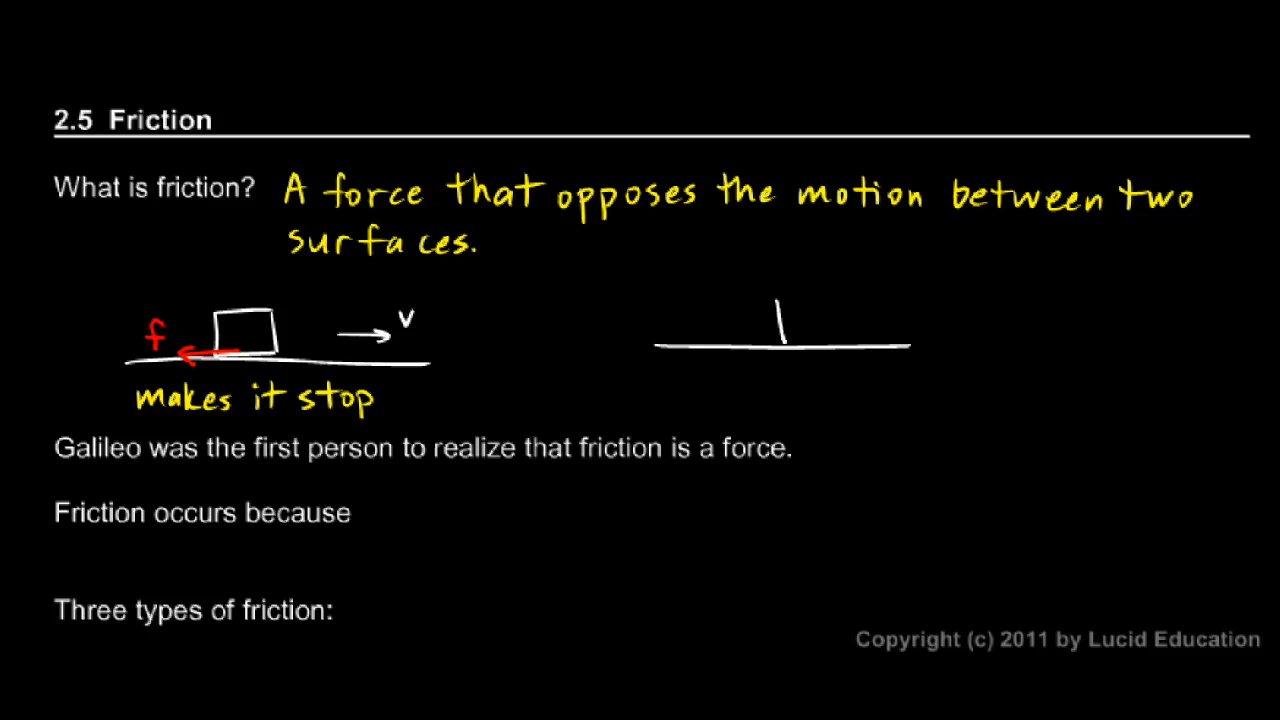 2.5 Friction
What is friction? A force that opposes the motion between two
surfaces.
f
v
makes it stop
Galileo was the first person to realize that friction is a force.
Friction occurs because
Three types of friction:
Copyright (c) 2011 by Lucid Education